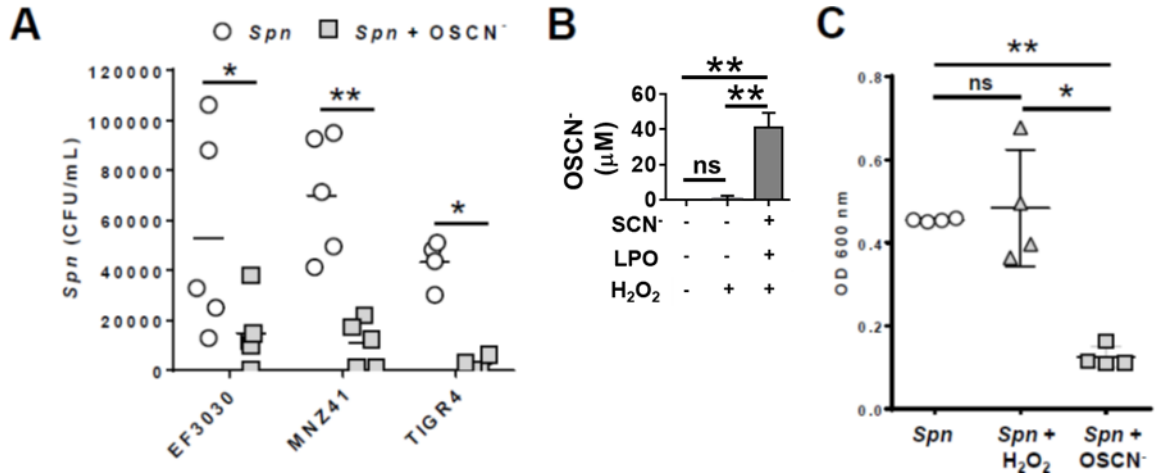 A
Spn
Spn + OSCN-
Spn (CFU/mL)
120000
100000
80000
60000
40000
20000
0
*
**
*
EF3030
MNZ41
TIGR4
B
OSCN-
(μM)
60
40
20
0
**
**
ns
SCN- - - +
LPO - - +
H2O2 - + +
C
OD 600 nm
0.8
0.6
0.4
0.2
0.0
**
ns
*
Spn
Spn +
H2O2
Spn +
OSCN-